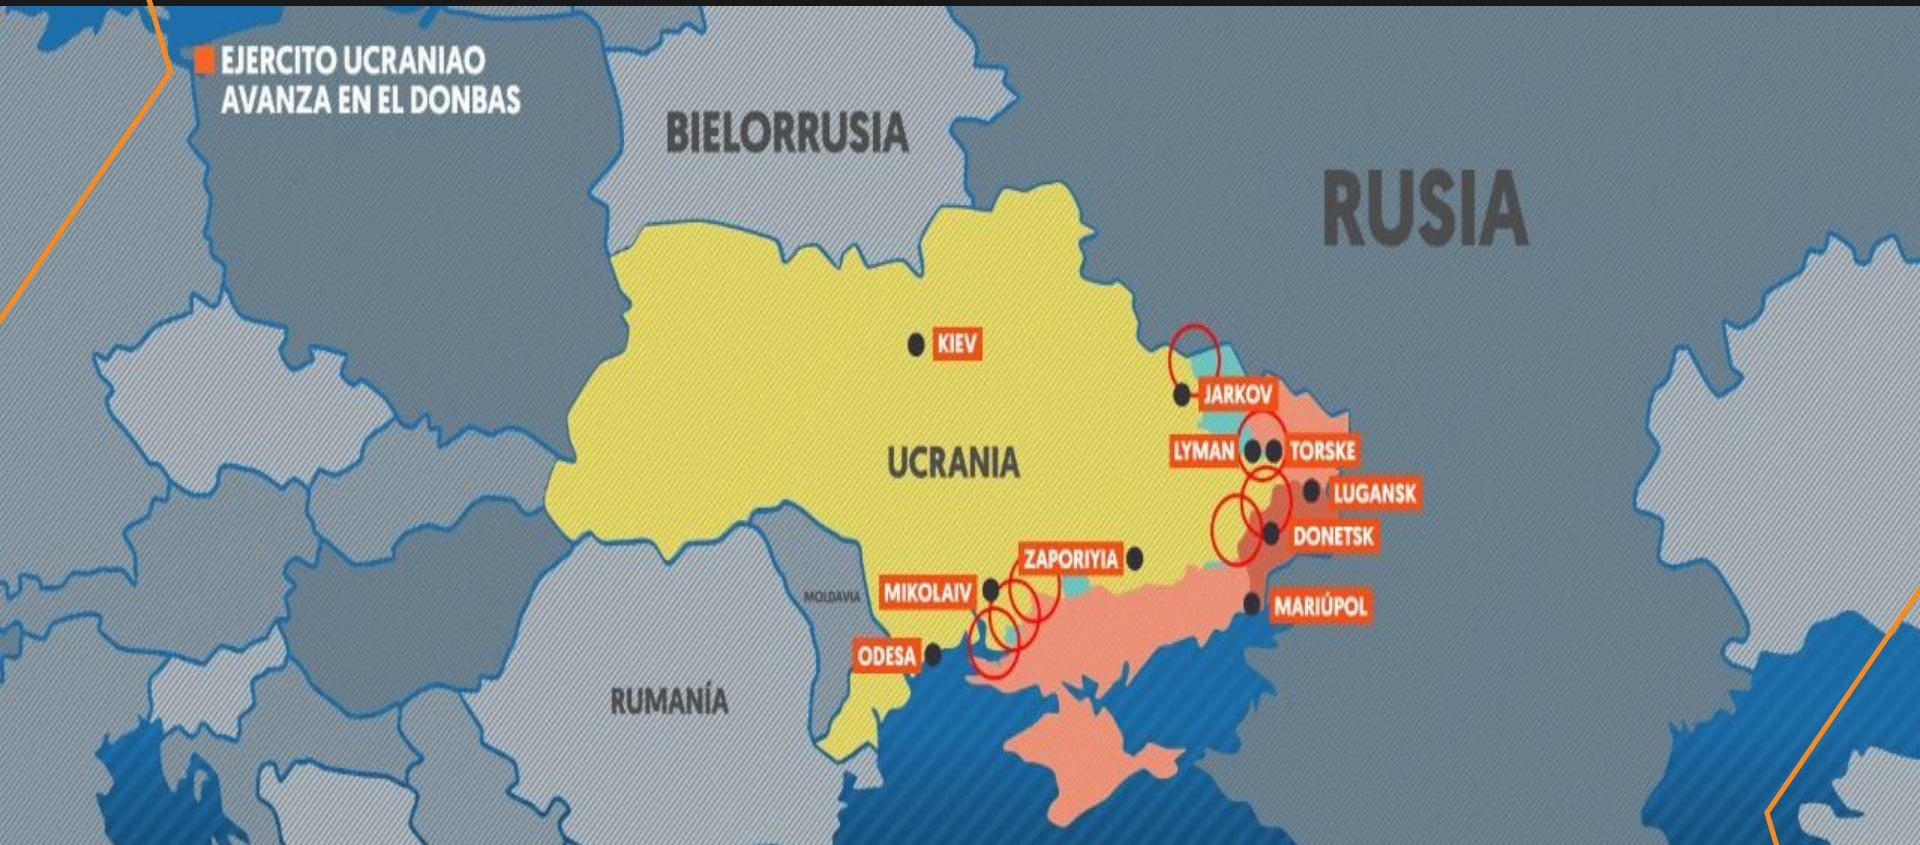 EJERCITO UCRANIAO
AVANZA EN EL DONBAS
BIELORRUSIA
RUSIA
KIEV
JARKOV
LYMAN
TORSKE
UCRANIA
LUGANSK
DONETSK
ZAPORIYIA
MIKOLAIV
MOLDAVIA
MARIÚPOL
ODESA
RUMANÍA